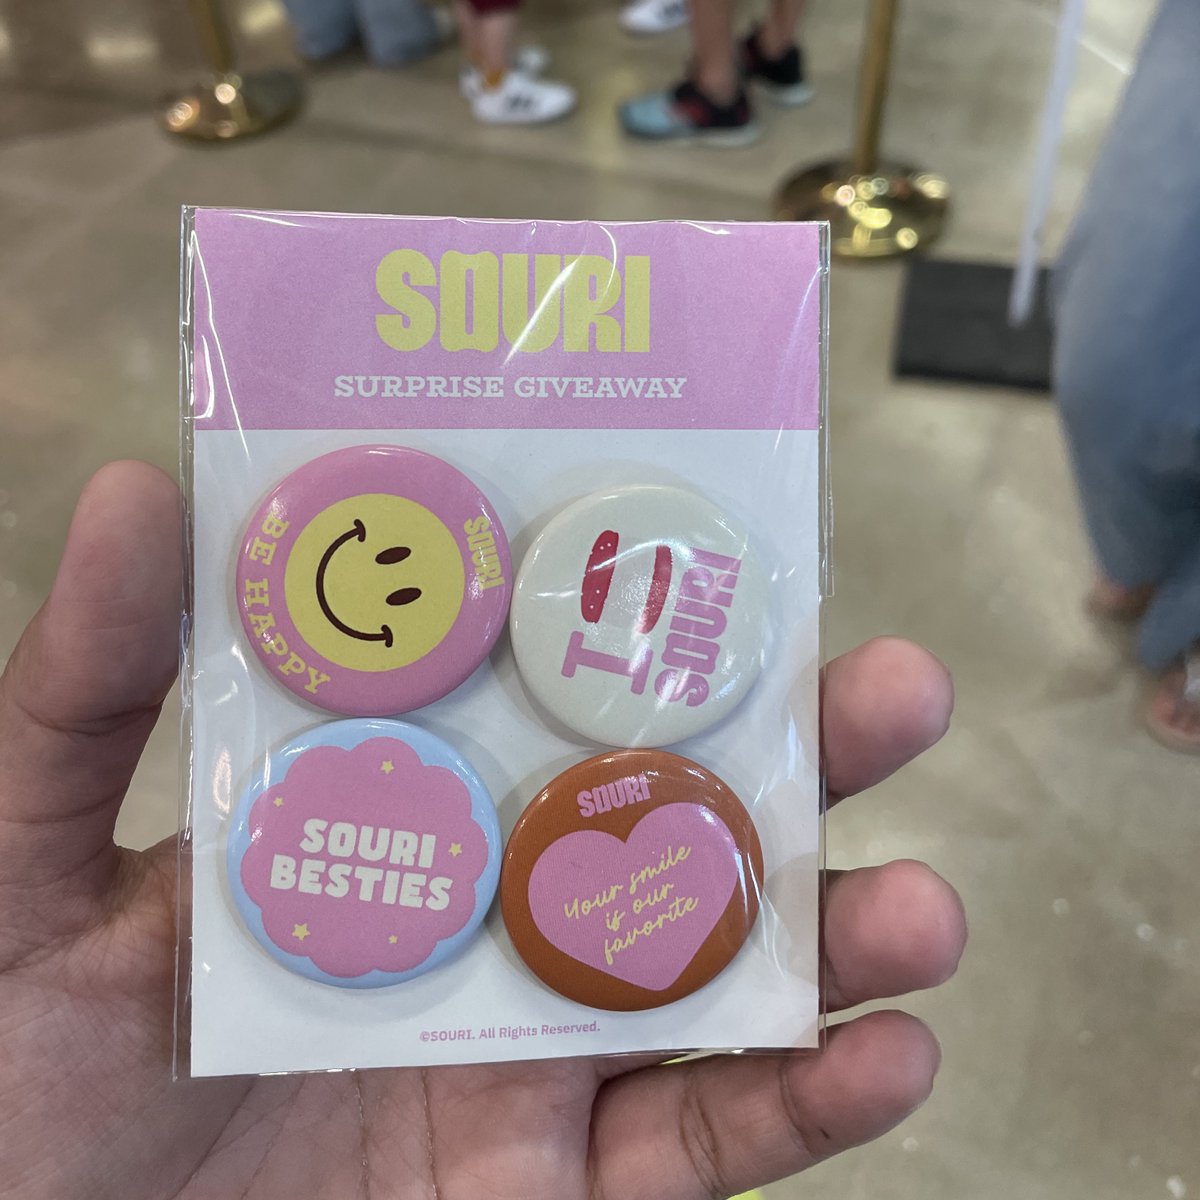 SOURI
SURPRISE GIVEAWAY
BE HAPPY
SOURI
I
SOURI
SOURI
BESTIES
SOURI
Your smile
is our
favorite
©SOURI. All Rights Reserved.